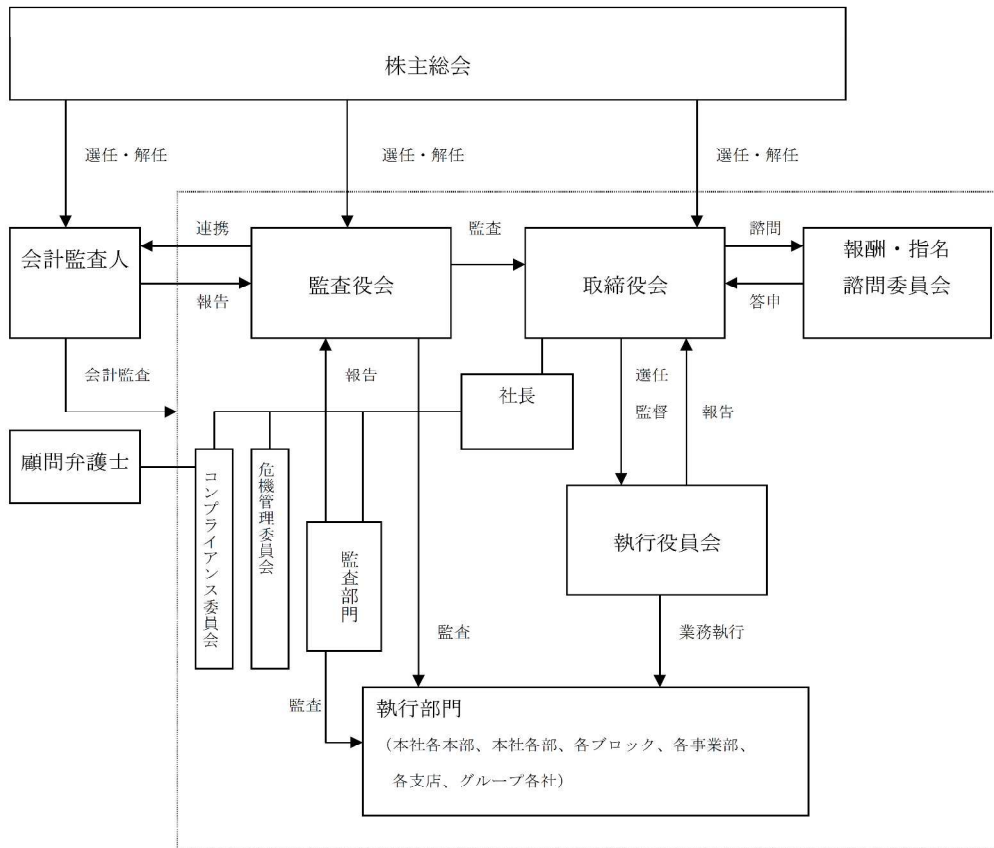 株主総会
選任・解任
選任・解任
選任・解任
会計監査人
連携
報告
監査役会
監査
取締役会
諮問
答申
報酬・指名
諮問委員会
会計監査
報告
社長
選任
監督
報告
顧問弁護士
コンプライアンス委員会
危機管理委員会
監査部門
執行役員会
監査
業務執行
監査
執行部門
（本社各本部、本社各部、各ブロック、各事業部、
各支店、グループ各社）